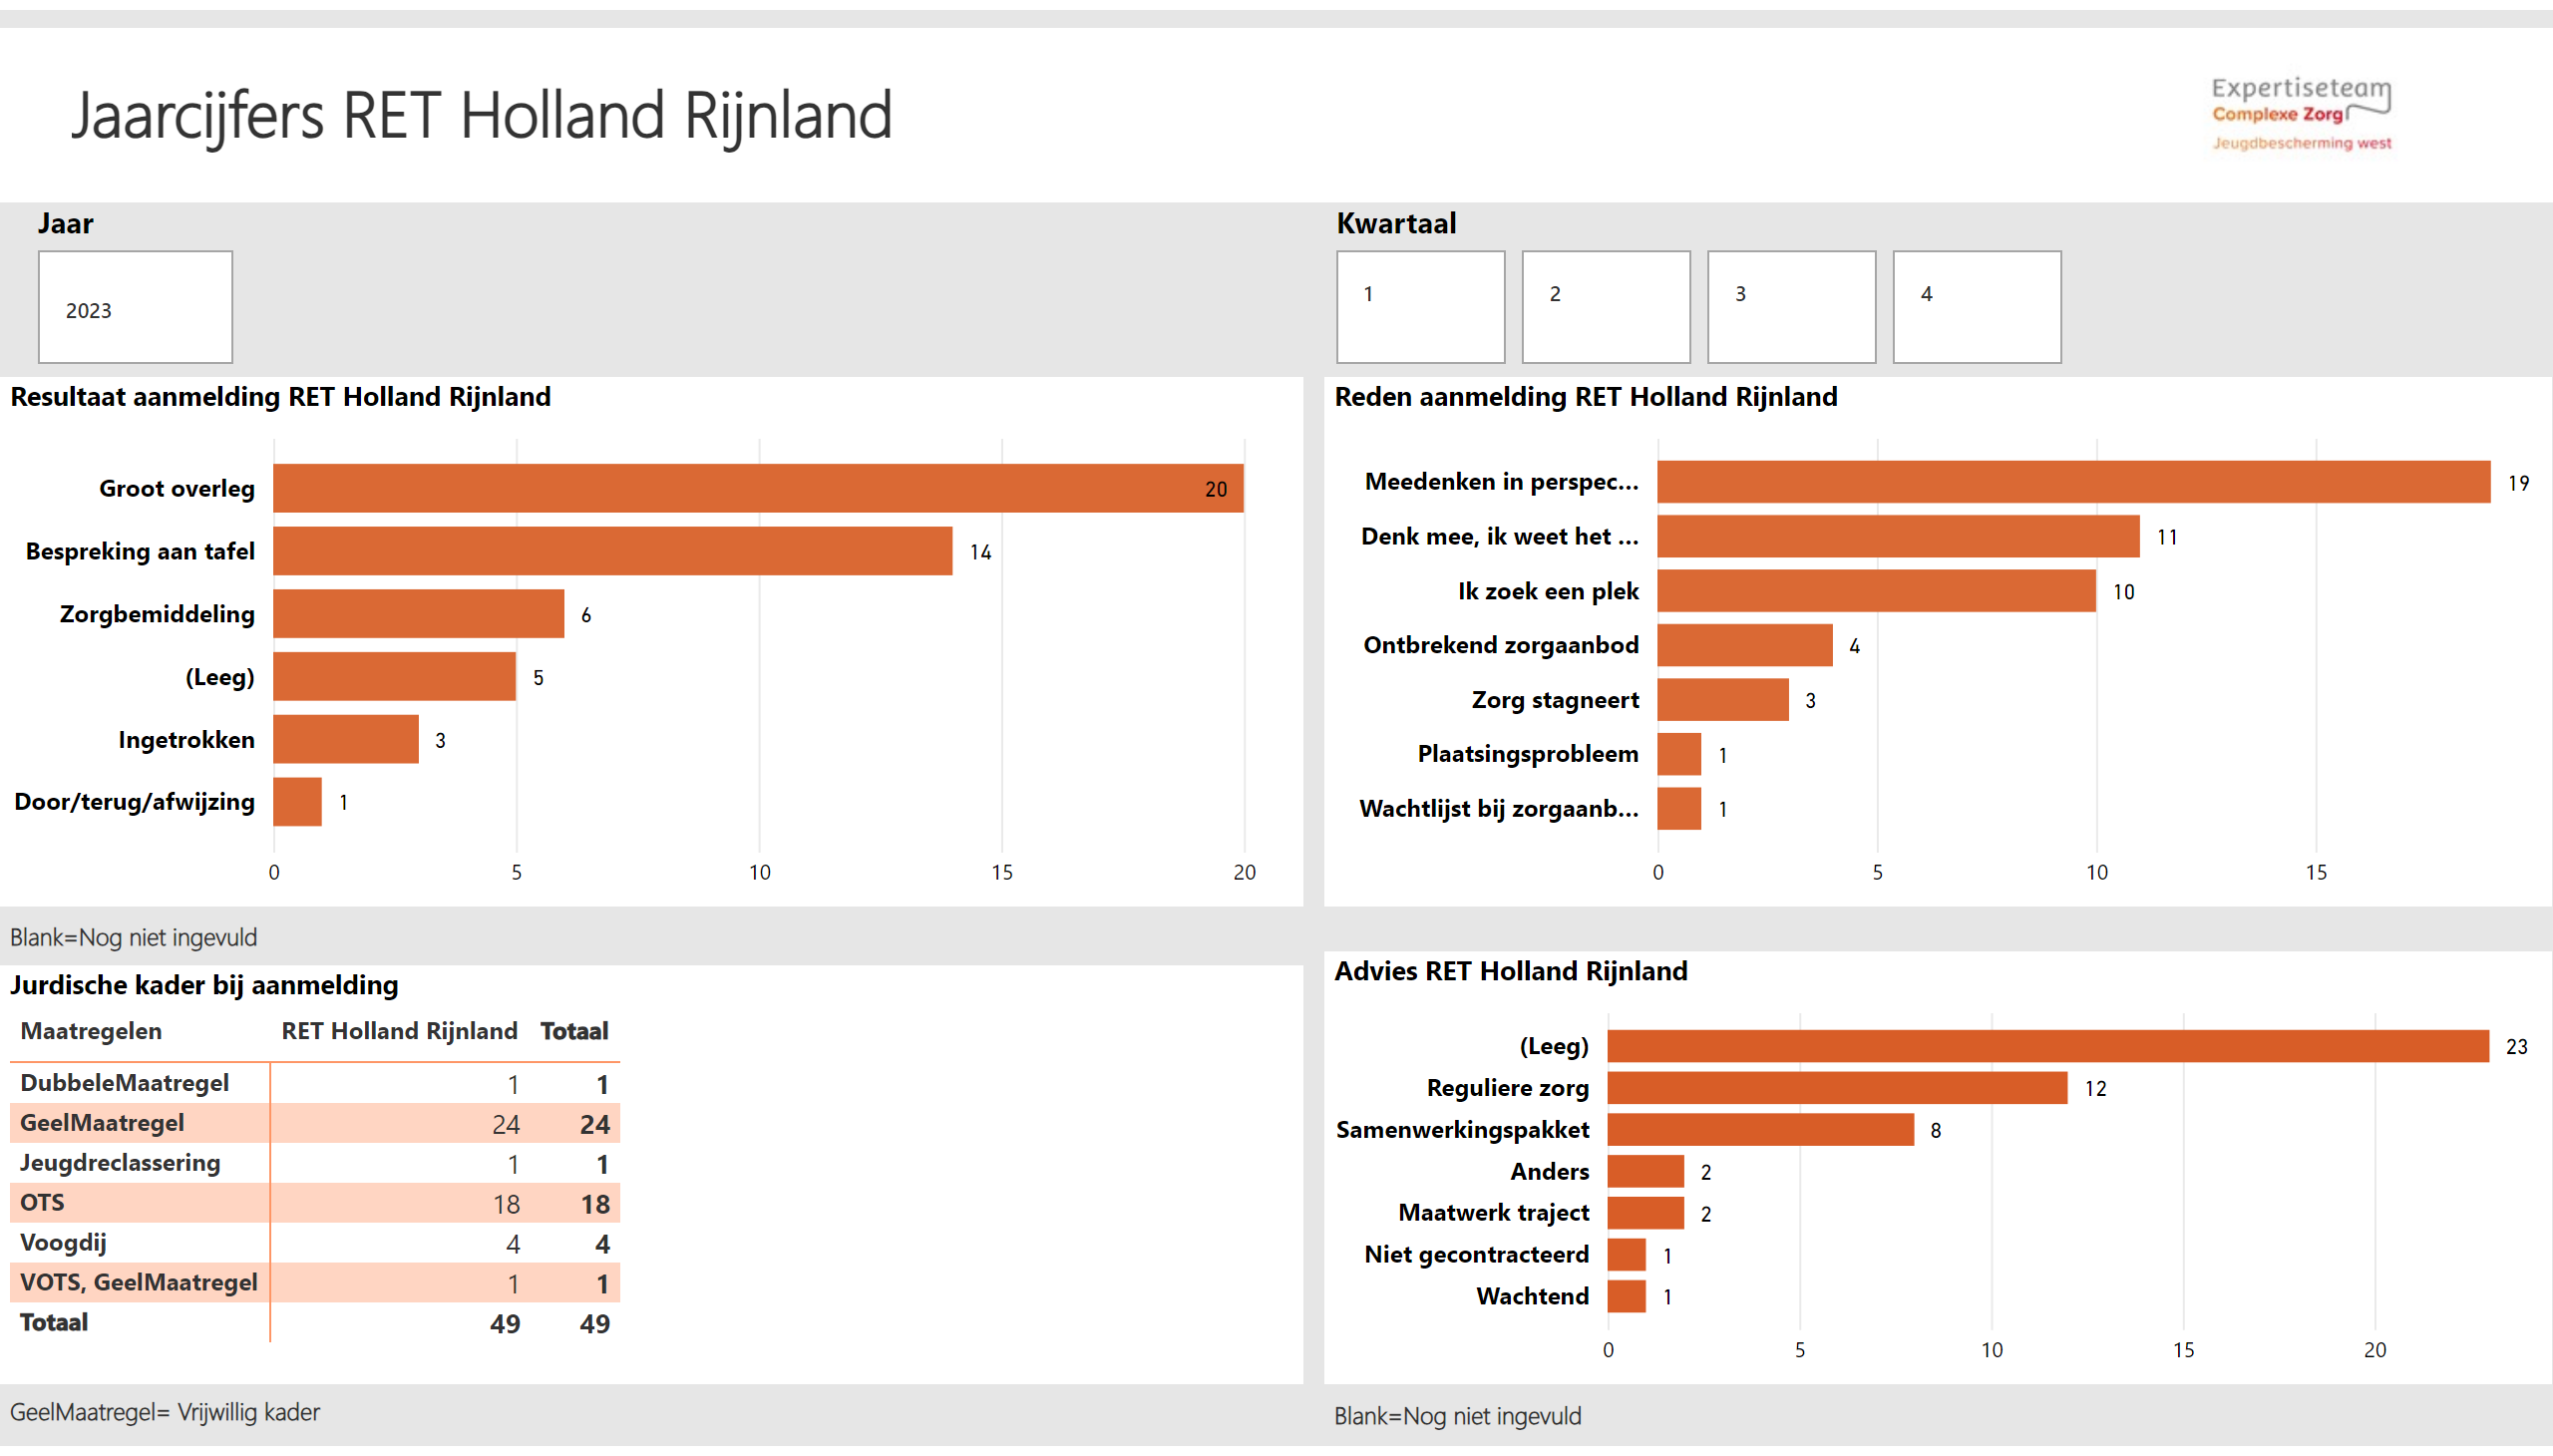 Jaarcijfers RET Holland Rijnland
Expertiseteam
Complexe Zorg
Jeugdbescherming west
Jaar
2023
Kwartaal
1 2 3 4
Resultaat aanmelding RET Holland Rijnland
Groot overleg 20
Bespreking aan tafel 14
Zorgbemiddeling 6
(Leeg) 5
Ingetrokken 3
Door/terug/afwijzing 1
0 5 10 15 20
Blank=Nog niet ingevuld
Reden aanmelding RET Holland Rijnland
Meedenken in perspec... 19
Denk mee, ik weet het ... 11
Ik zoek een plek 10
Ontbrekend zorgaanbod 4
Zorg stagneert 3
Plaatsingsprobleem 1
Wachtlijst bij zorgaanb... 1
0 5 10 15
Jurdische kader bij aanmelding
Maatregelen RET Holland Rijnland Totaal
DubbeleMaatregel 1 1
GeelMaatregel 24 24
Jeugdreclassering 1 1
OTS 18 18
Voogdij 4 4
VOTS, GeelMaatregel 1 1
Totaal 49 49
GeelMaatregel= Vrijwillig kader
Advies RET Holland Rijnland
(Leeg) 23
Reguliere zorg 12
Samenwerkingspakket 8
Anders 2
Maatwerk traject 2
Niet gecontracteerd 1
Wachtend 1
0 5 10 15 20
Blank=Nog niet ingevuld